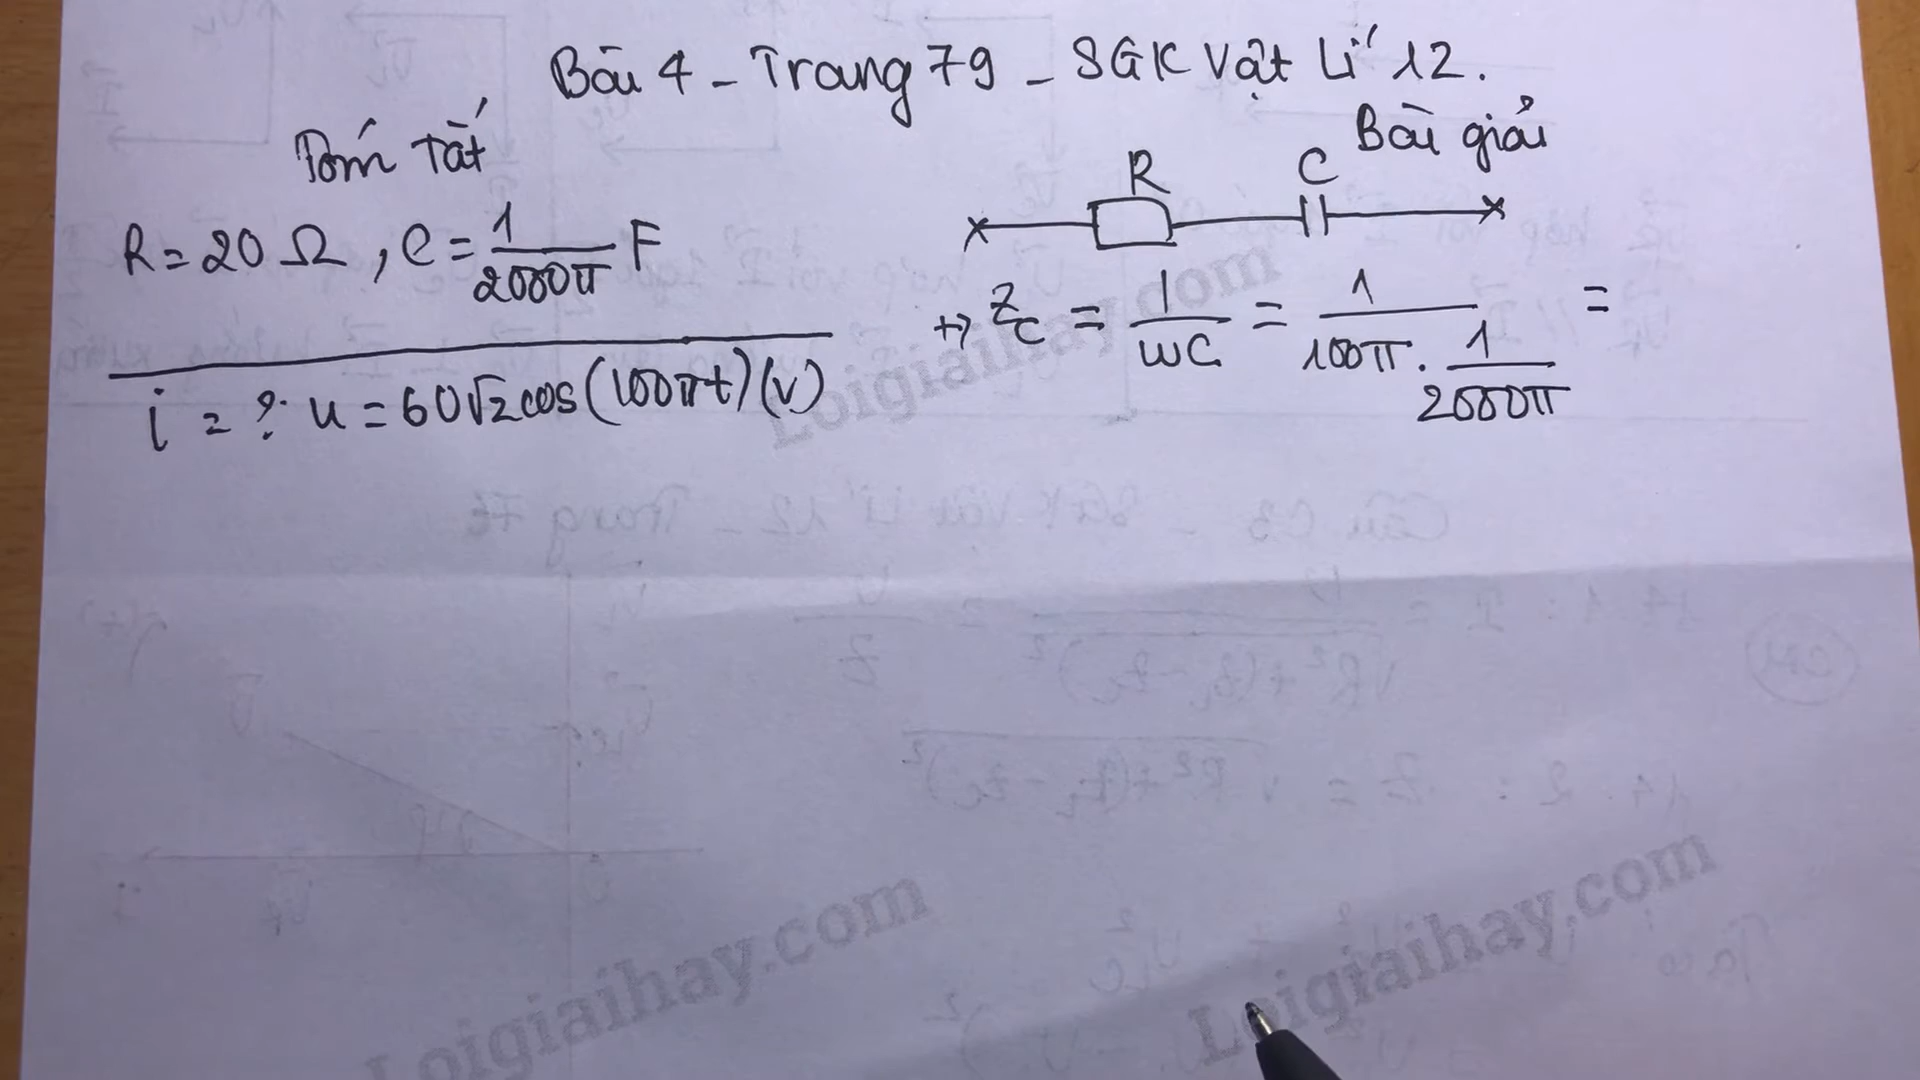 Bài 4 - Trang 79 - SGK Vật Lí 12.
Tóm tắt
R = 20 Ω, C = 1/2000π F
i = ? u = 60√2 cos(100πt) (V)
Bài giải
R C
+) Zc = 1/ωC = 1/(100π . 1/2000π) =
Loigiaihay.com
Loigiaihay.com
Loigiaihay.com